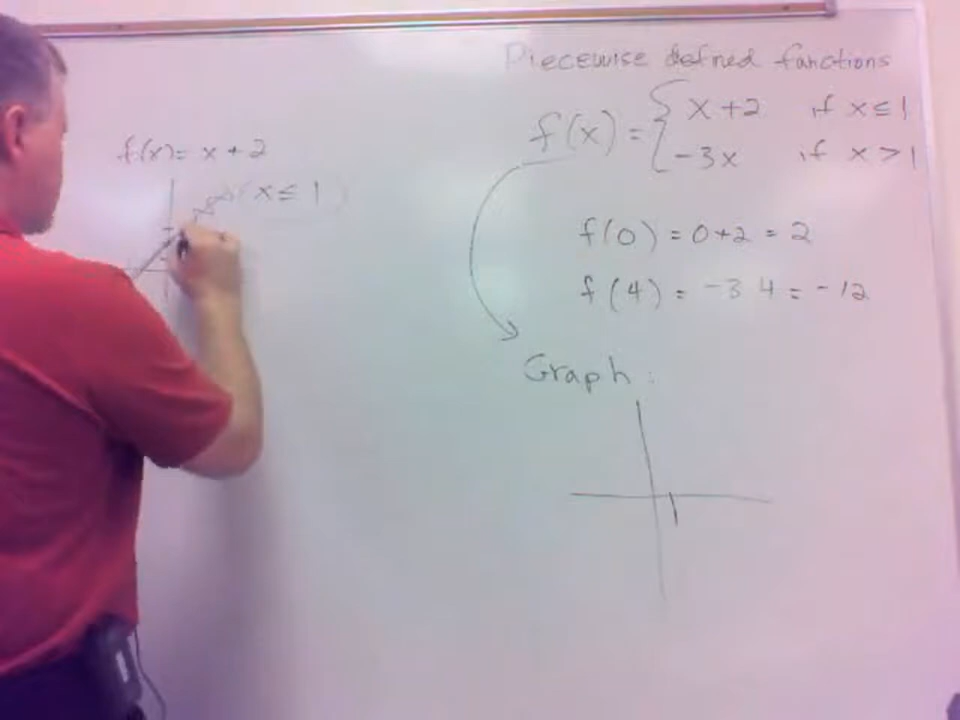 Piecewise defined functions
f(x) = { x + 2 if x ≤ 1
-3x if x > 1
f(0) = 0+2 = 2
f(4) = -3 4 = -12
Graph:
f(x) = x + 2
(x ≤ 1)